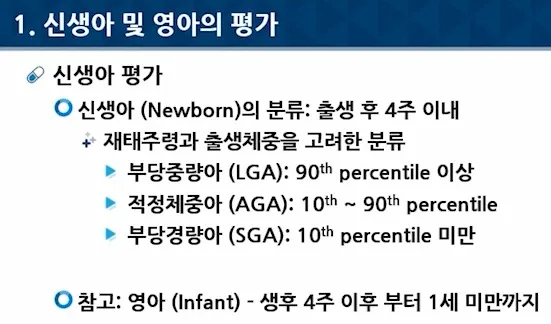 1. 신생아 및 영아의 평가
신생아 평가
신생아 (Newborn)의 분류: 출생 후 4주 이내
재태주령과 출생체중을 고려한 분류
부당중량아 (LGA): 90th percentile 이상
적정체중아 (AGA): 10th ~ 90th percentile
부당경량아 (SGA): 10th percentile 미만
참고: 영아 (Infant) - 생후 4주 이후 부터 1세 미만까지